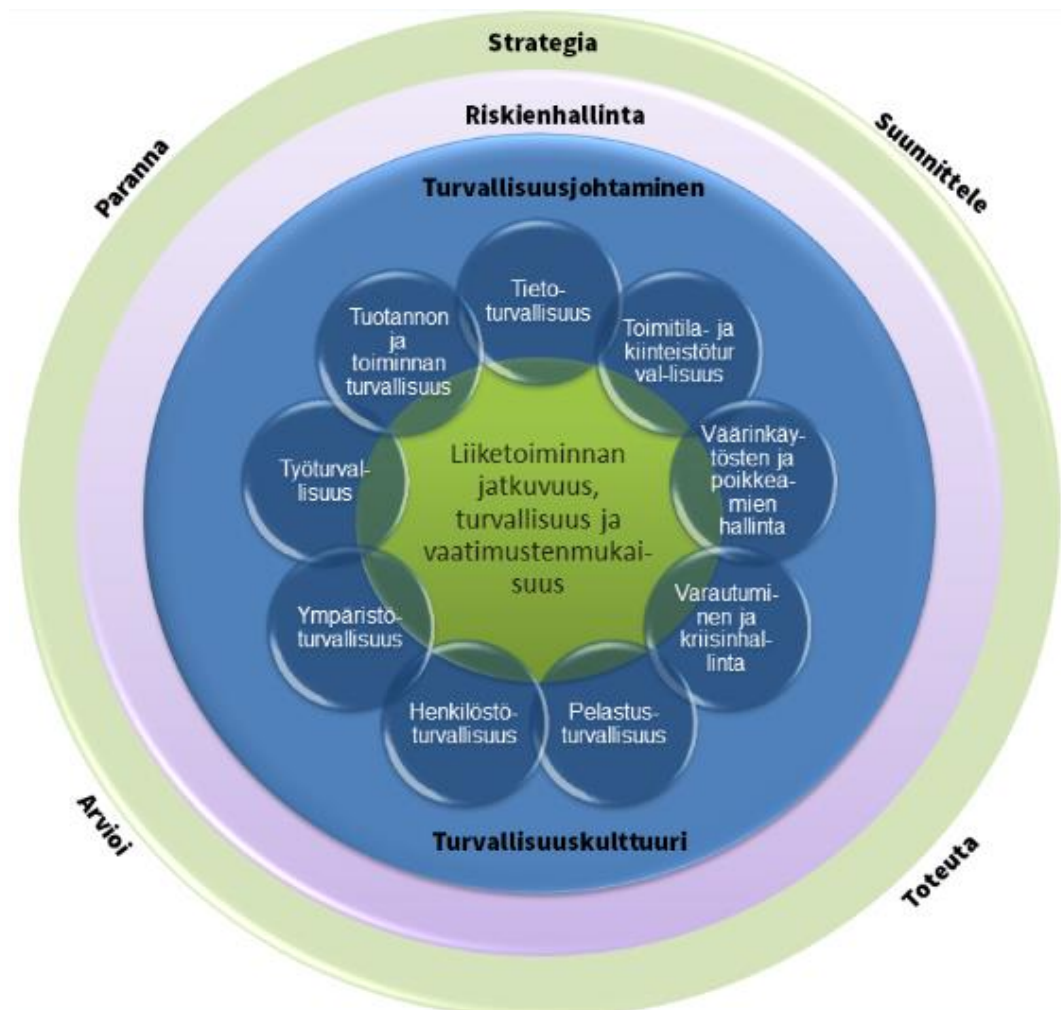 Strategia
Suunnittele
Paranna
Riskienhallinta
Turvallisuusjohtaminen
Tieto-
turvallisuus
Tuotannon
ja
toiminnan
turvallisuus
Toimitila- ja
kiinteistötur
val-lisuus
Työturval-
lisuus
Väärinkäy-
tösten ja
poikkea-
mien
hallinta
Liiketoiminnan
jatkuvuus,
turvallisuus ja
vaatimustenmukai-
suus
Ympäristö-
turvallisuus
Varautumi-
nen ja
kriisinhal-
linta
Henkilöstö-
turvallisuus
Pelastus-
turvallisuus
Turvallisuuskulttuuri
Arvioi
Toteuta